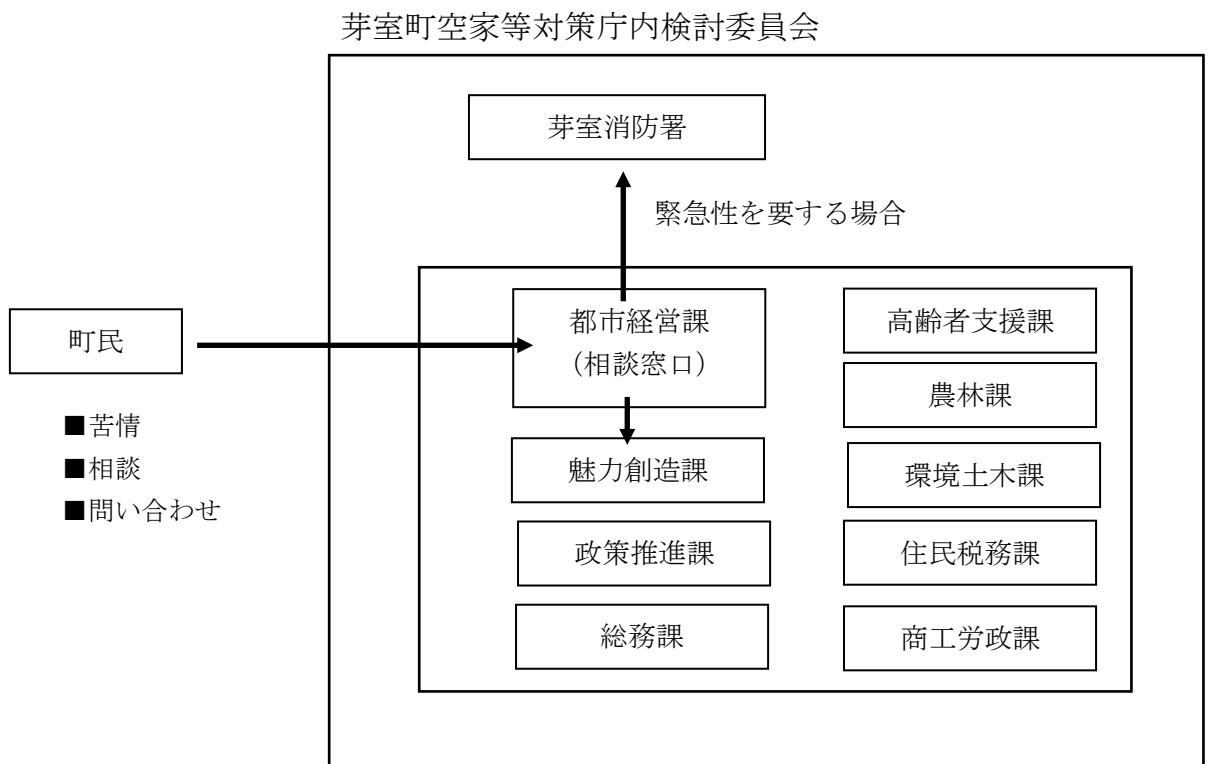 芽室町空家等対策庁内検討委員会
芽室消防署
緊急性を要する場合
町民
■苦情
■相談
■問い合わせ
都市経営課
(相談窓口)
魅力創造課
政策推進課
総務課
高齢者支援課
農林課
環境土木課
住民税務課
商工労政課